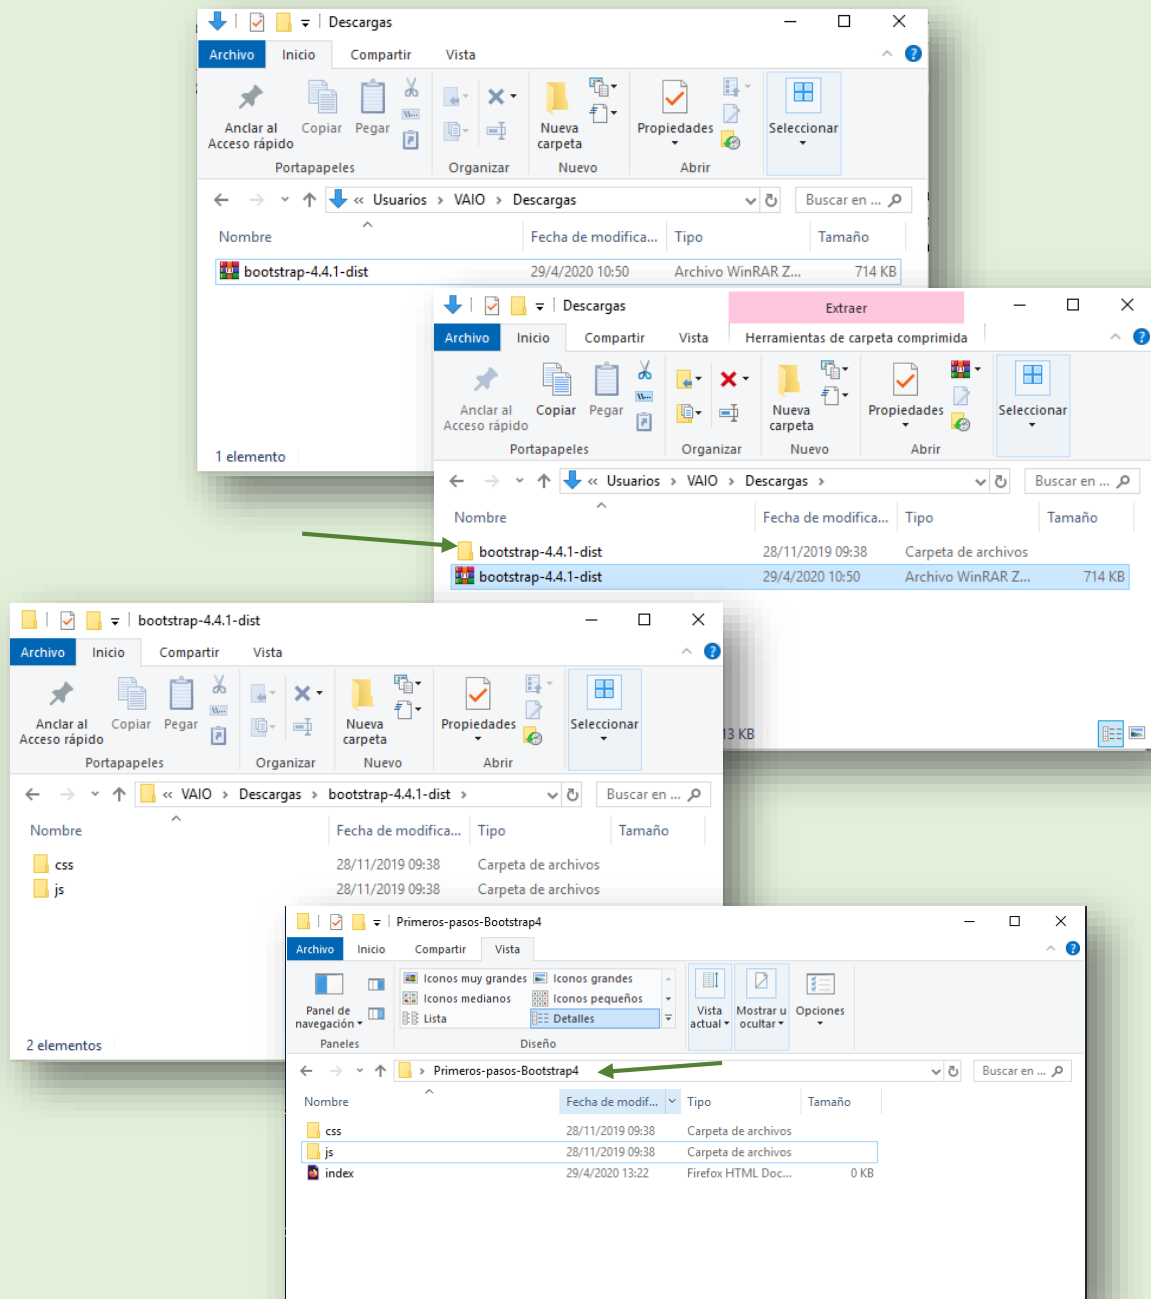 Descargas
Archivo Inicio Compartir Vista
Anclar al Acceso rápido Copiar Pegar Nueva carpeta Propiedades Seleccionar
Portapapeles Organizar Nuevo Abrir
« Usuarios › VAIO › Descargas Buscar en ...
Nombre Fecha de modifica... Tipo Tamaño
bootstrap-4.4.1-dist 29/4/2020 10:50 Archivo WinRAR Z... 714 KB
1 elemento
Descargas Extraer
Archivo Inicio Compartir Vista Herramientas de carpeta comprimida
Anclar al Acceso rápido Copiar Pegar Nueva carpeta Propiedades Seleccionar
Portapapeles Organizar Nuevo Abrir
« Usuarios › VAIO › Descargas › Buscar en ...
Nombre Fecha de modifica... Tipo Tamaño
bootstrap-4.4.1-dist 28/11/2019 09:38 Carpeta de archivos
bootstrap-4.4.1-dist 29/4/2020 10:50 Archivo WinRAR Z... 714 KB
13 KB
bootstrap-4.4.1-dist
Archivo Inicio Compartir Vista
Anclar al Acceso rápido Copiar Pegar Nueva carpeta Propiedades Seleccionar
Portapapeles Organizar Nuevo Abrir
« VAIO › Descargas › bootstrap-4.4.1-dist › Buscar en ...
Nombre Fecha de modifica... Tipo Tamaño
css 28/11/2019 09:38 Carpeta de archivos
js 28/11/2019 09:38 Carpeta de archivos
2 elementos
Primeros-pasos-Bootstrap4
Archivo Inicio Compartir Vista
Panel de navegación Iconos muy grandes Iconos grandes
Iconos medianos Iconos pequeños
Lista Detalles
Vista actual Mostrar u ocultar Opciones
Paneles Diseño
› Primeros-pasos-Bootstrap4 Buscar en ...
Nombre Fecha de modif... Tipo Tamaño
css 28/11/2019 09:38 Carpeta de archivos
js 28/11/2019 09:38 Carpeta de archivos
index 29/4/2020 13:22 Firefox HTML Doc... 0 KB